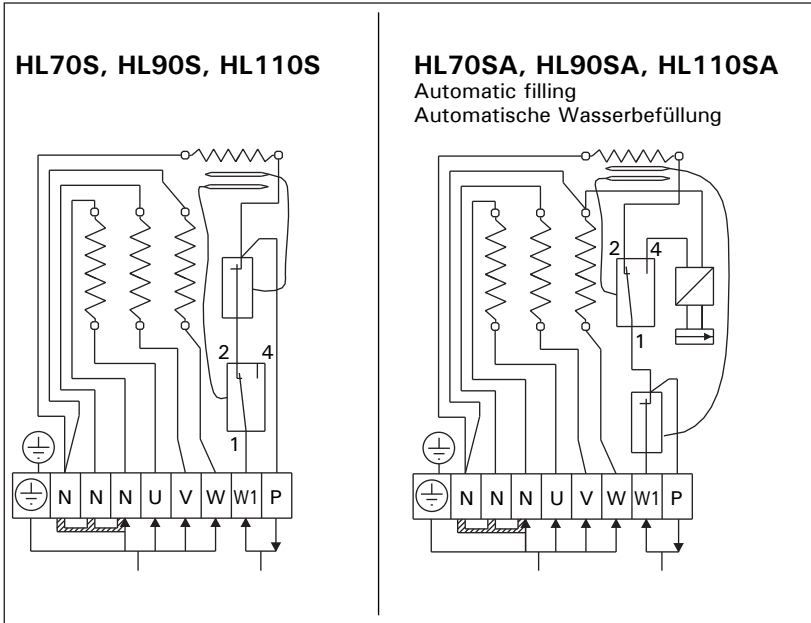 HL70S, HL90S, HL110S
2 4
1
N N N U V W W1 P
HL70SA, HL90SA, HL110SA
Automatic filling
Automatische Wasserbefüllung
2 4
1
N N N U V W W1 P